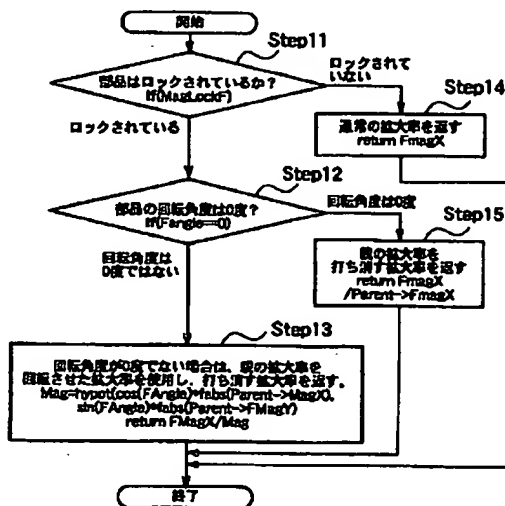 開始
Step11
部品はロックされているか？
if(MagLockF)
ロックされて
いない
Step14
通常の拡大率を返す
return FmagX
ロックされている
Step12
部品の回転角度は0度？
if(Fangle==0)
回転角度は0度
Step15
親の拡大率を
打ち消す拡大率を返す
return FmagX
/Parent->FmagX
回転角度は
0度ではない
Step13
回転角度が0度でない場合は、親の拡大率を
回転させた拡大率を使用し、打ち消す拡大率を返す。
Mag=hypot(cos(FAngle)*fabs(Parent->MagX),
sin(FAngle)*fabs(Parent->FMagY)
return FMagX/Mag
終了